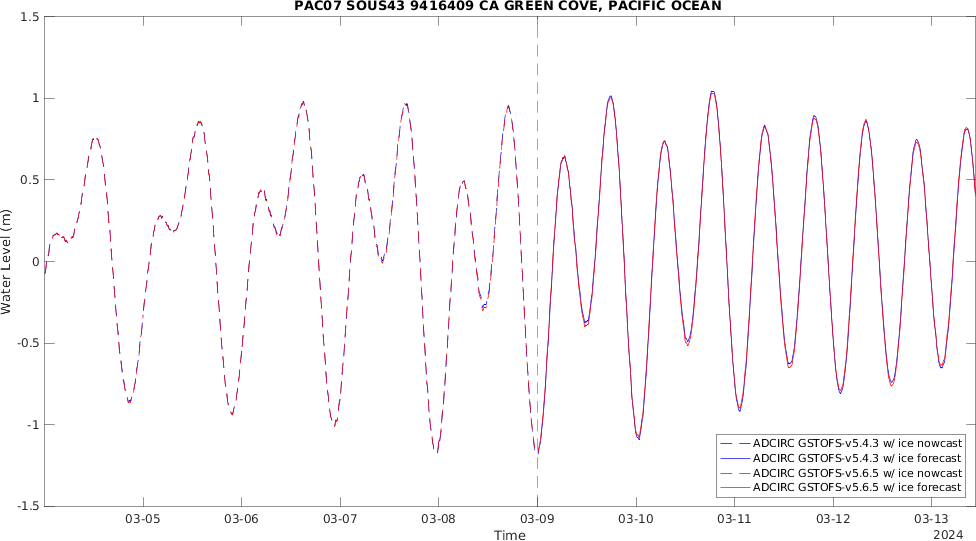 PAC07 SOUS43 9416409 CA GREEN COVE, PACIFIC OCEAN
1.5
1
0.5
0
-0.5
-1
-1.5
Water Level (m)
03-05 03-06 03-07 03-08 03-09 03-10 03-11 03-12 03-13
Time
2024
ADCIRC GSTOFS-v5.4.3 w/ ice nowcast
ADCIRC GSTOFS-v5.4.3 w/ ice forecast
ADCIRC GSTOFS-v5.6.5 w/ ice nowcast
ADCIRC GSTOFS-v5.6.5 w/ ice forecast